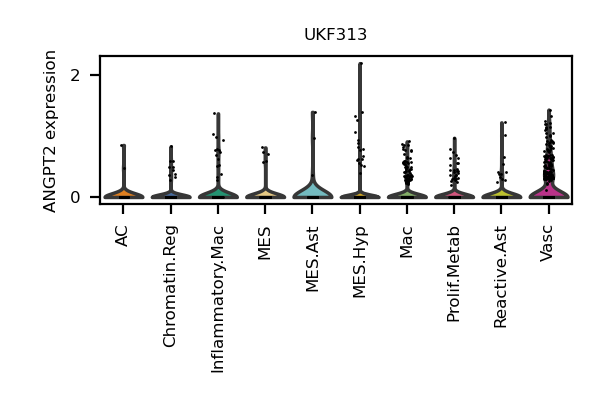 UKF313
ANGPT2 expression
2
0
AC
Chromatin.Reg
Inflammatory.Mac
MES
MES.Ast
MES.Hyp
Mac
Prolif.Metab
Reactive.Ast
Vasc